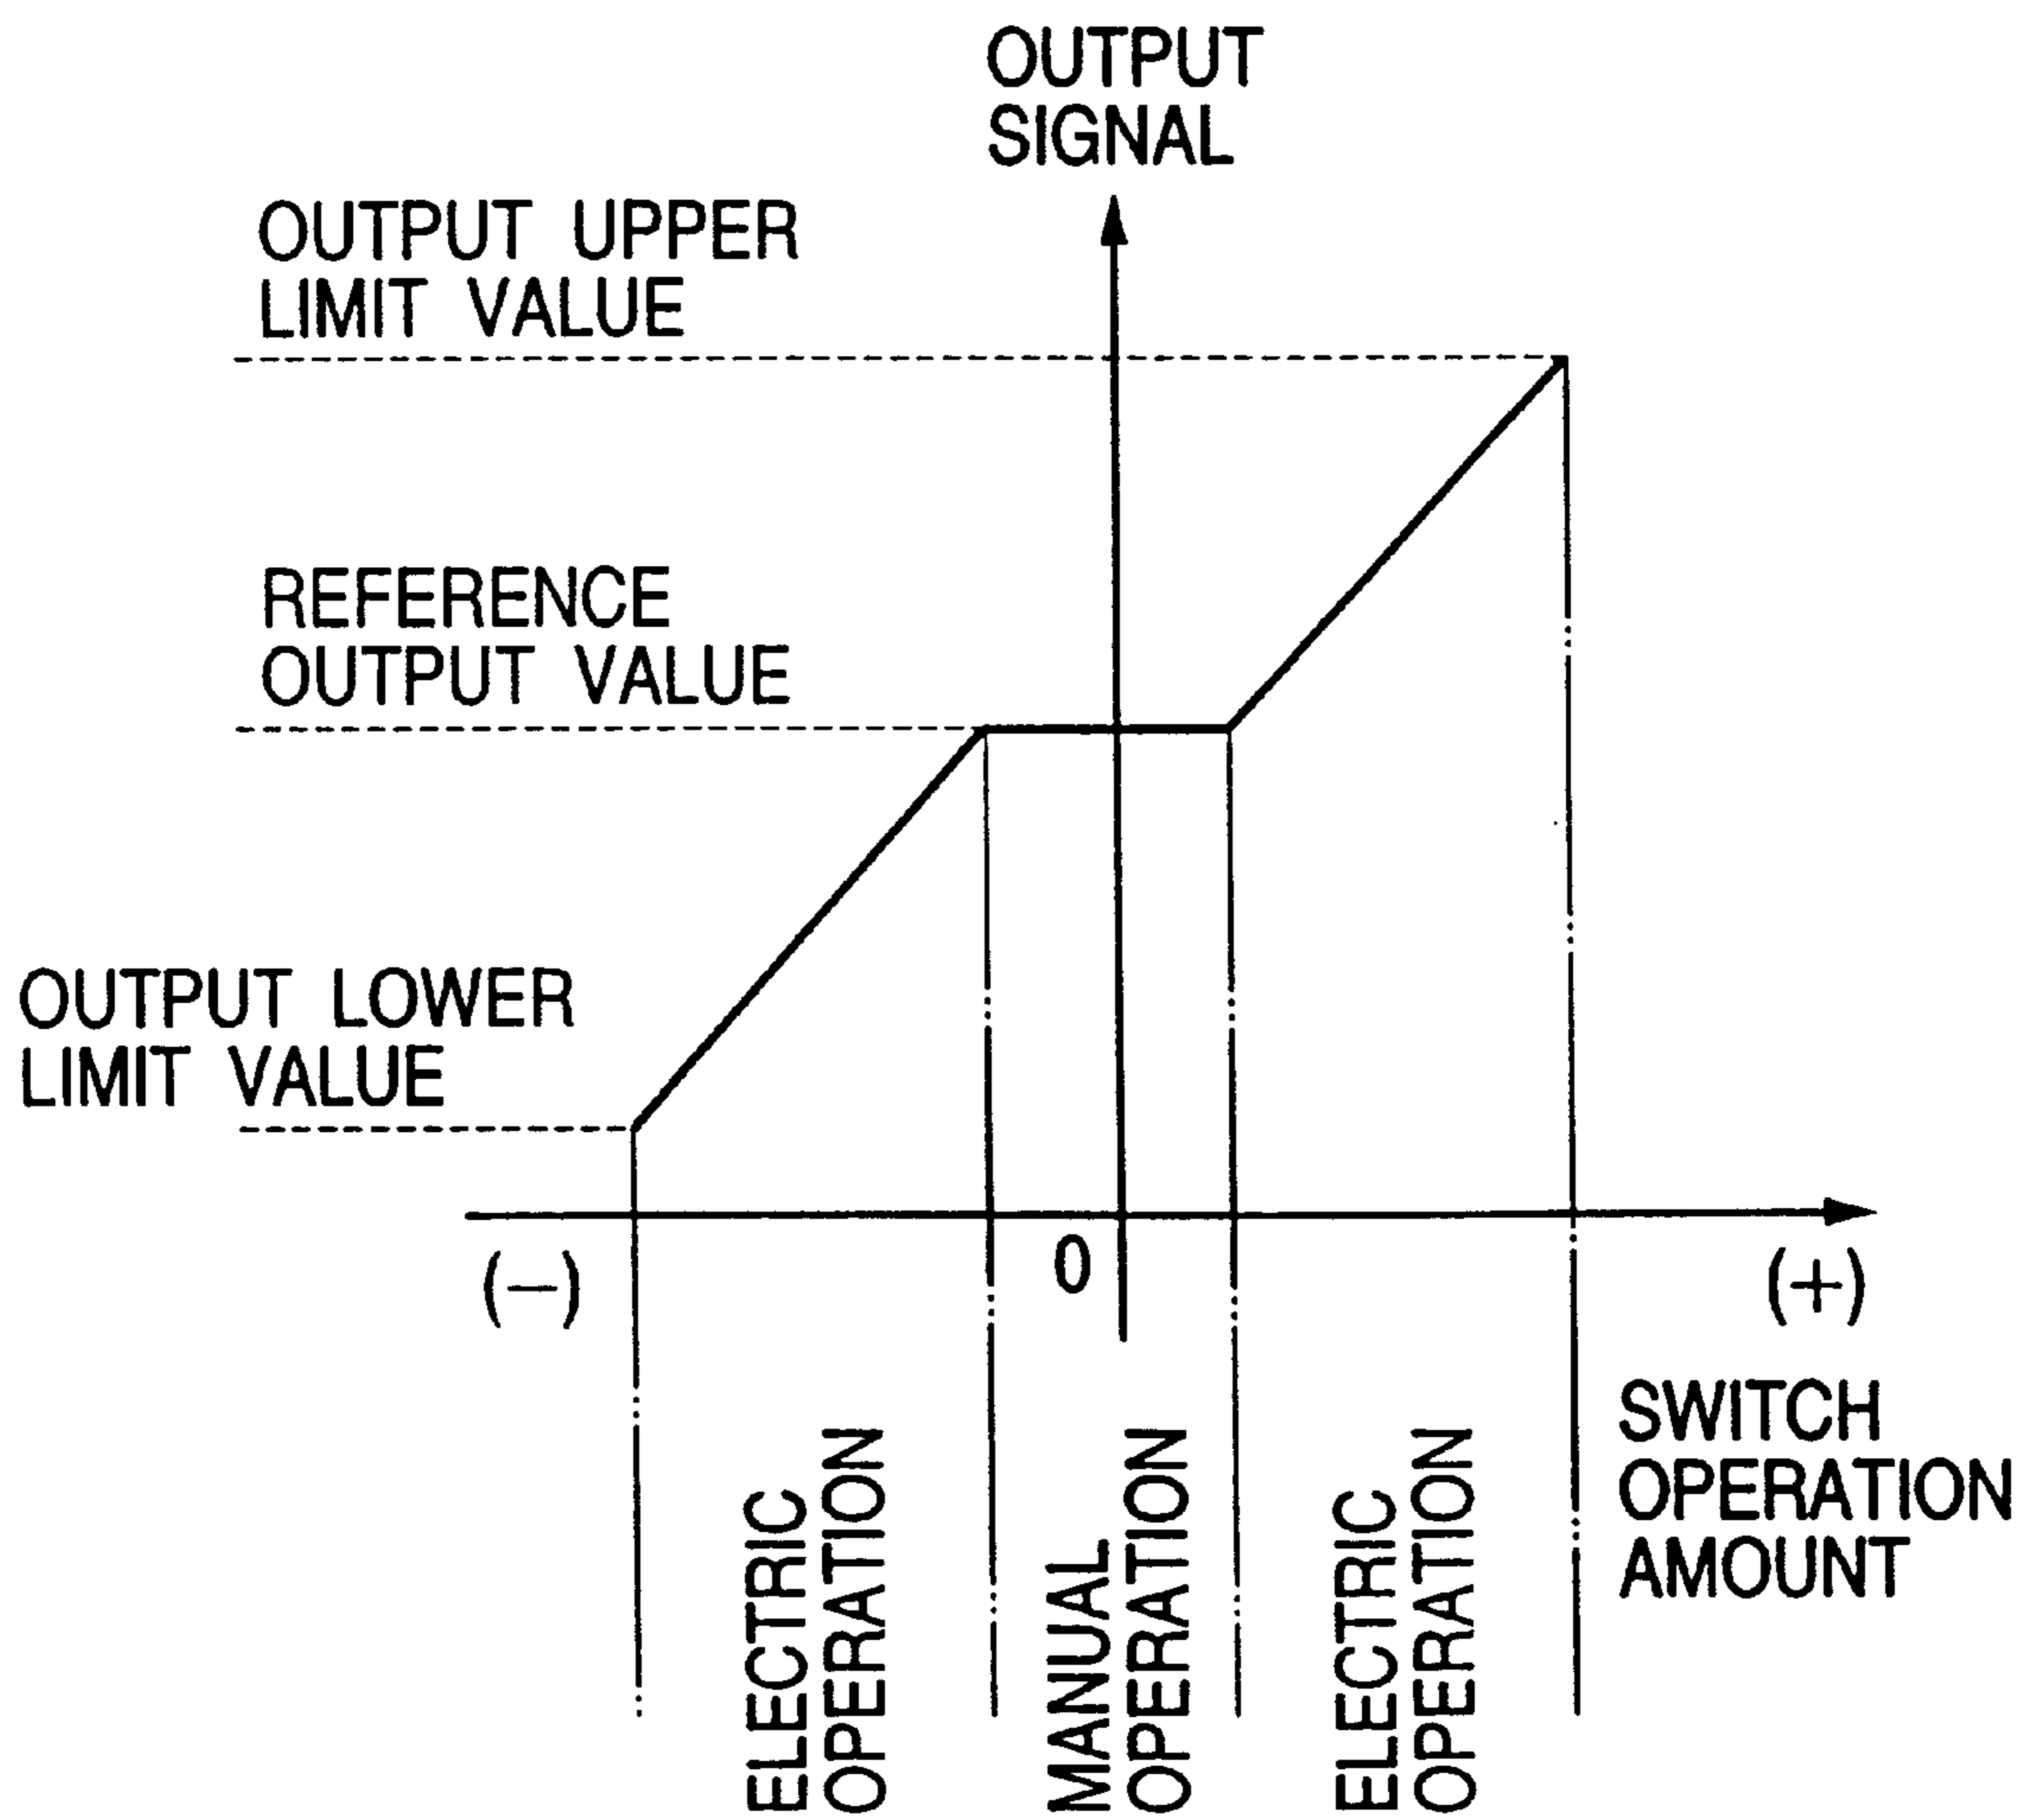 OUTPUT
SIGNAL
OUTPUT UPPER
LIMIT VALUE
REFERENCE
OUTPUT VALUE
OUTPUT LOWER
LIMIT VALUE
(−)
0
(+)
SWITCH
OPERATION
AMOUNT
ELECTRIC
OPERATION
MANUAL
OPERATION
ELECTRIC
OPERATION